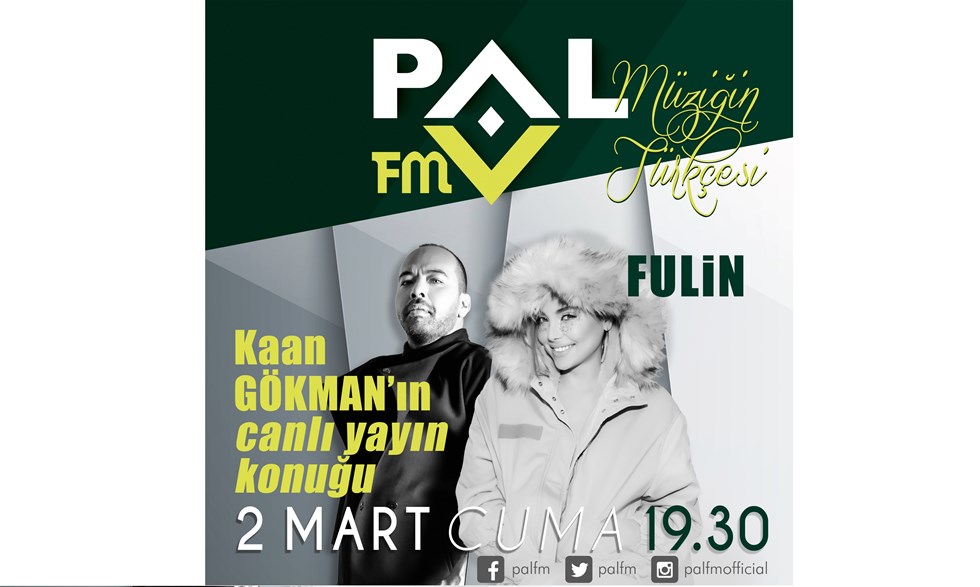 PAL
FM
Müziğin
Türkçesi
FULiN
Kaan
GÖKMAN'ın
canlı yayın
konuğu
2 MART CUMA 19.30
palfm palfm palfmofficial